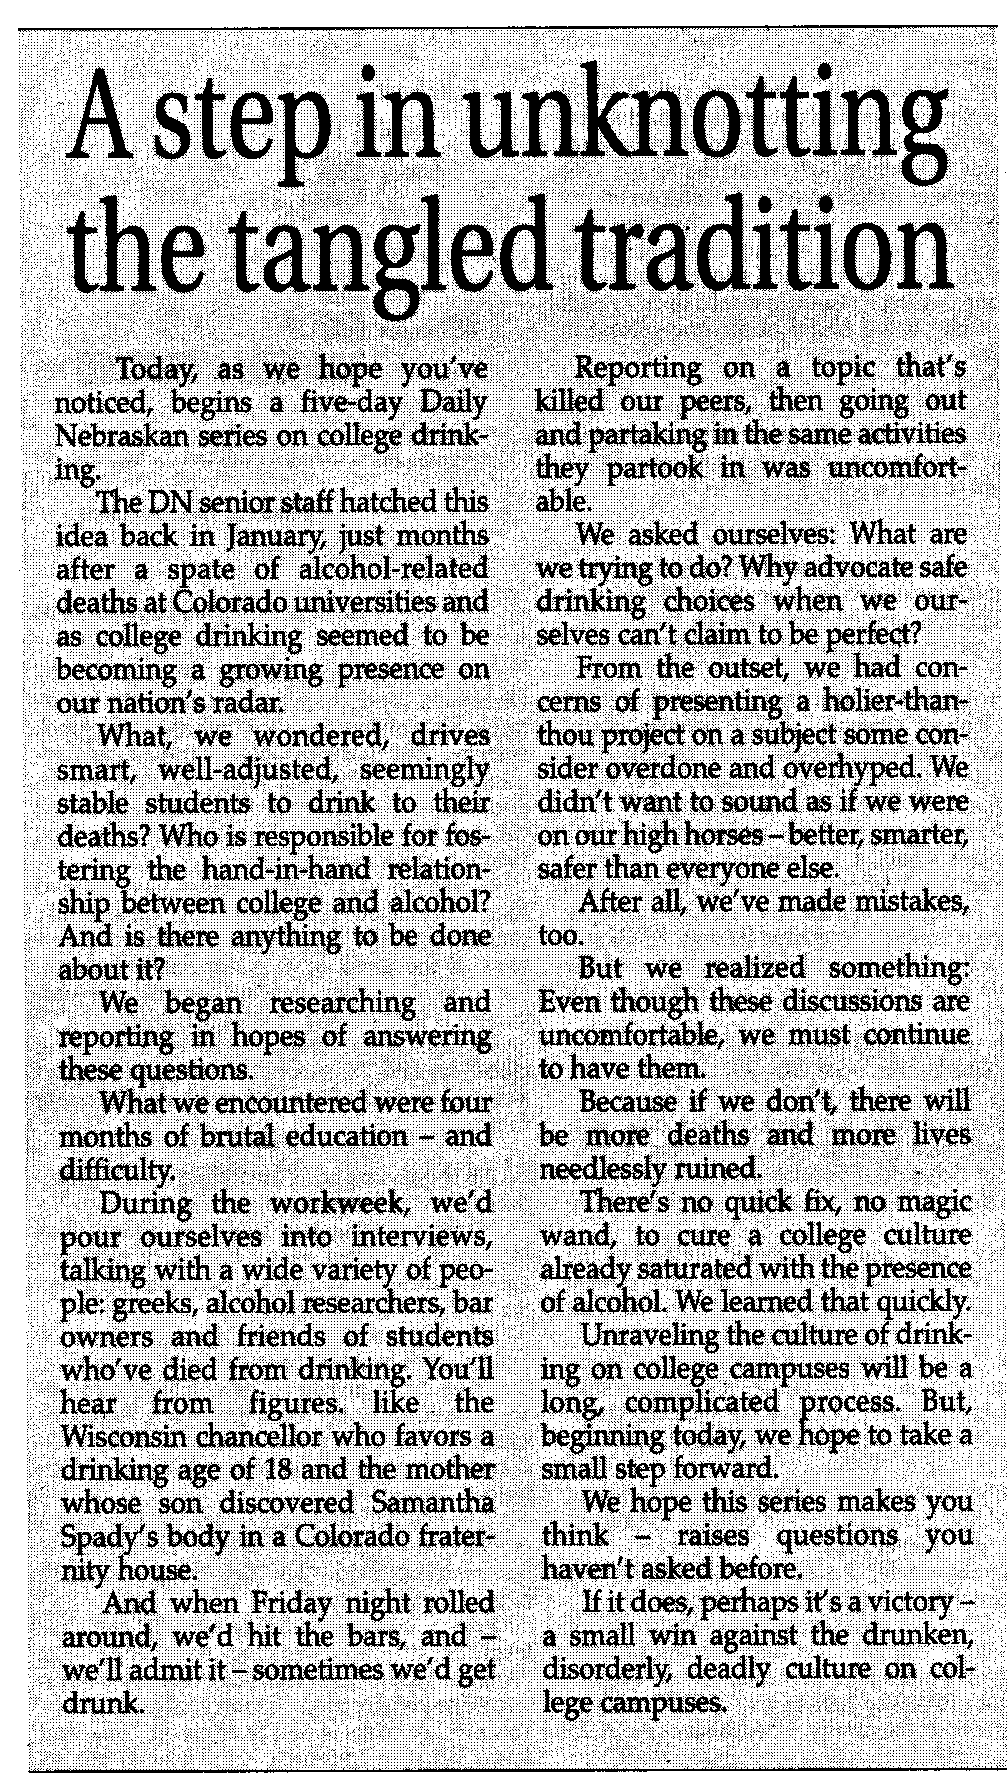 A step in unknotting
the tangled tradition
Today, as we hope you've
noticed, begins a five-day Daily
Nebraskan series on college drink-
ing.
The DN senior staff hatched this
idea back in January, just months
after a spate of alcohol-related
deaths at Colorado universities and
as college drinking seemed to be
becoming a growing presence on
our nation's radar.
What, we wondered, drives
smart, well-adjusted, seemingly
stable students to drink to their
deaths? Who is responsible for fos-
tering the hand-in-hand relation-
ship between college and alcohol?
And is there anything to be done
about it?
We began researching and
reporting in hopes of answering
these questions.
What we encountered were four
months of brutal education – and
difficulty.
During the workweek, we'd
pour ourselves into interviews,
talking with a wide variety of peo-
ple: greeks, alcohol researchers, bar
owners and friends of students
who've died from drinking. You'll
hear from figures, like the
Wisconsin chancellor who favors a
drinking age of 18 and the mother
whose son discovered Samantha
Spady's body in a Colorado frater-
nity house.
And when Friday night rolled
around, we'd hit the bars, and –
we'll admit it – sometimes we'd get
drunk.
Reporting on a topic that's
killed our peers, then going out
and partaking in the same activities
they partook in was uncomfort-
able.
We asked ourselves: What are
we trying to do? Why advocate safe
drinking choices when we our-
selves can't claim to be perfect?
From the outset, we had con-
cerns of presenting a holier-than-
thou project on a subject some con-
sider overdone and overhyped. We
didn't want to sound as if we were
on our high horses – better, smarter,
safer than everyone else.
After all, we've made mistakes,
too.
But we realized something:
Even though these discussions are
uncomfortable, we must continue
to have them.
Because if we don't, there will
be more deaths and more lives
needlessly ruined.
There's no quick fix, no magic
wand, to cure a college culture
already saturated with the presence
of alcohol. We learned that quickly.
Unraveling the culture of drink-
ing on college campuses will be a
long, complicated process. But,
beginning today, we hope to take a
small step forward.
We hope this series makes you
think – raises questions you
haven't asked before.
If it does, perhaps it's a victory –
a small win against the drunken,
disorderly, deadly culture on col-
lege campuses.